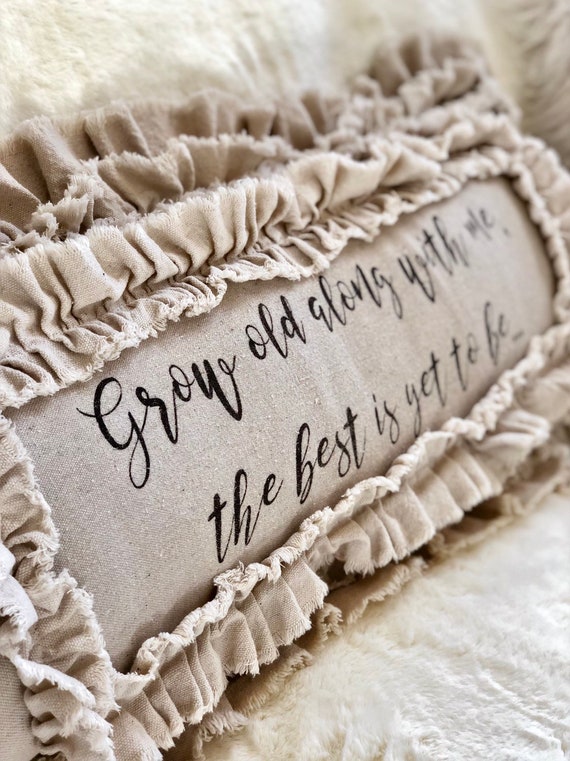 Grow old along with me,
the best is yet to be...